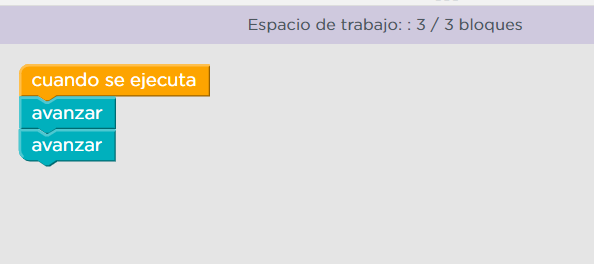 Espacio de trabajo: : 3 / 3 bloques
cuando se ejecuta
avanzar
avanzar